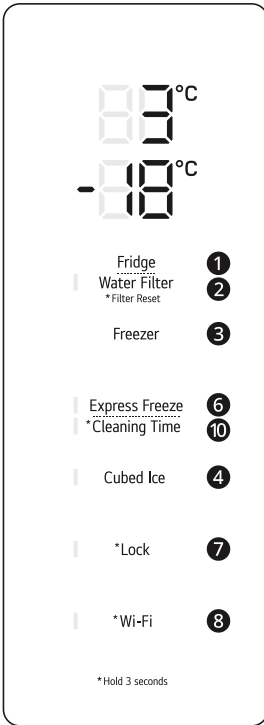 3°C
-18°C
Fridge 1
Water Filter 2
*Filter Reset
Freezer 3
Express Freeze 6
*Cleaning Time 10
Cubed Ice 4
*Lock 7
*Wi-Fi 8
*Hold 3 seconds